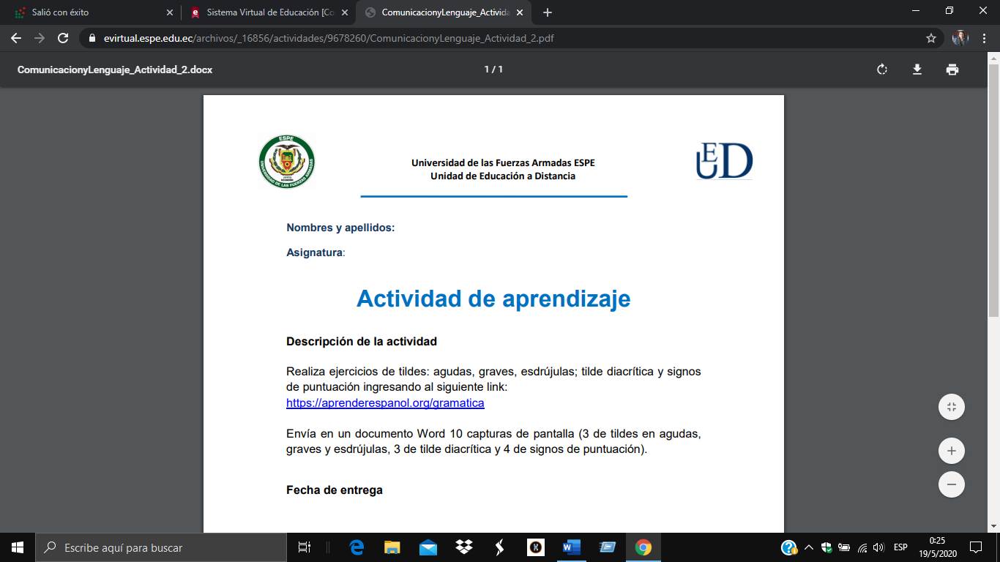 Salió con éxito
Sistema Virtual de Educación [Co
ComunicacionyLenguaje_Activida
evirtual.espe.edu.ec/archivos/_16856/actividades/9678260/ComunicacionyLenguaje_Actividad_2.pdf
ComunicacionyLenguaje_Actividad_2.docx
1 / 1
ESPE
UNIVERSIDAD DE LAS FUERZAS ARMADAS
Universidad de las Fuerzas Armadas ESPE
Unidad de Educación a Distancia
UED
Nombres y apellidos:
Asignatura:
Actividad de aprendizaje
Descripción de la actividad
Realiza ejercicios de tildes: agudas, graves, esdrújulas; tilde diacrítica y signos
de puntuación ingresando al siguiente link:
https://aprenderespanol.org/gramatica
Envía en un documento Word 10 capturas de pantalla (3 de tildes en agudas,
graves y esdrújulas, 3 de tilde diacrítica y 4 de signos de puntuación).
Fecha de entrega
Escribe aquí para buscar
ESP
0:25
19/5/2020